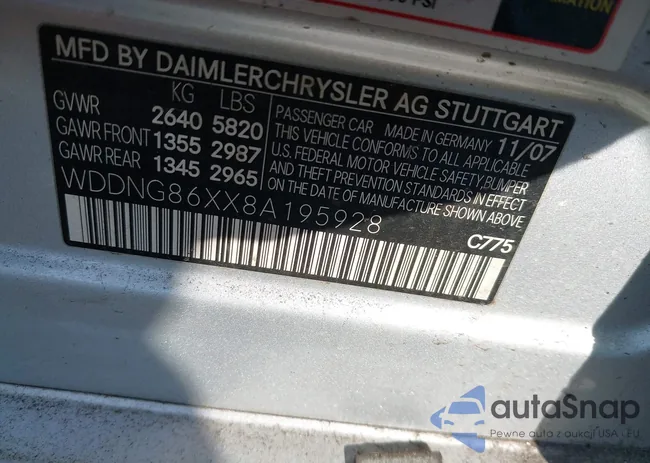 PSI
MFD BY DAIMLERCHRYSLER AG STUTTGART
KG LBS
GVWR 2640 5820
GAWR FRONT 1355 2987
GAWR REAR 1345 2965
PASSENGER CAR MADE IN GERMANY 11/07
THIS VEHICLE CONFORMS TO ALL APPLICABLE
U.S. FEDERAL MOTOR VEHICLE SAFETY, BUMPER
AND THEFT PREVENTION STANDARDS IN EFFECT
ON THE DATE OF MANUFACTURE SHOWN ABOVE
WDDNG86XX8A195928
C775
autaSnap
Pewne auta z aukcji USA - EU